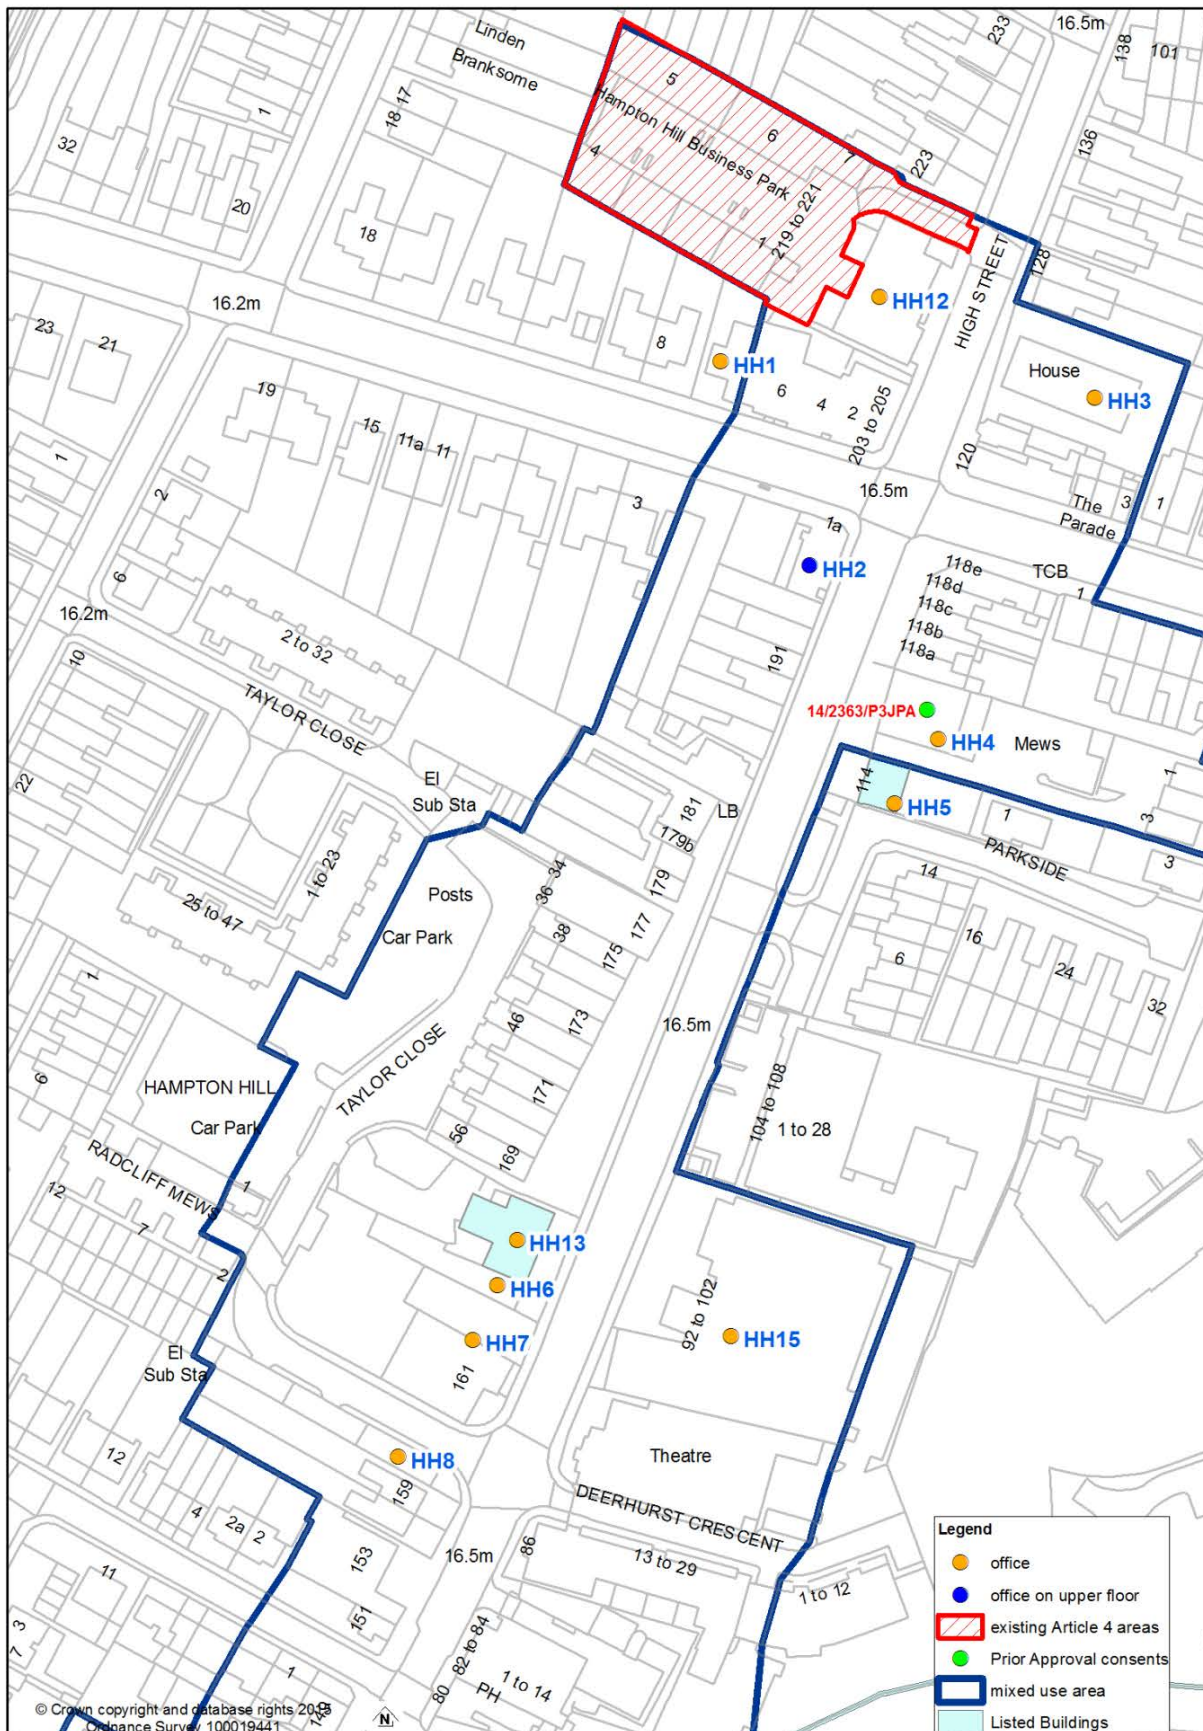 Linden
Branksome
16.5m
233
138
101
5
18-17
1
32
6
Hampton Hill Business Park
7
136
223
4
20
219 to 221
18
1
128
HIGH STREET
16.2m
HH12
23
21
8
HH1
House
HH3
6
4
2
203 to 205
19
15
11a
11
120
1
16.5m
The
Parade
3
1
2
3
1a
HH2
118e
TCB
118d
1
118c
6
118b
16.2m
118a
2 to 32
191
10
TAYLOR CLOSE
14/2363/P3JPA
HH4
Mews
22
El
Sub Sta
114
1
HH5
181
LB
1
3
179b
PARKSIDE
3
1 to 23
34
14
179
36
Posts
25 to 47
177
38
Car Park
16
175
6
24
1
32
46
173
16.5m
TAYLOR CLOSE
6
HAMPTON HILL
171
104 to 108
Car Park
1 to 28
56
169
RADCLIFF MEWS
1
12
7
HH13
2
HH6
92 to 102
HH15
HH7
El
Sub Sta
161
12
HH8
Theatre
159
4
2a
2
DEERHURST CRESCENT
86
153
16.5m
13 to 29
11
1 to 12
151
3
82 to 84
7
1
1 to 14
PH
80
149
Legend
office
office on upper floor
existing Article 4 areas
Prior Approval consents
mixed use area
Listed Buildings
© Crown copyright and database rights 2015
Ordnance Survey 100019441
N